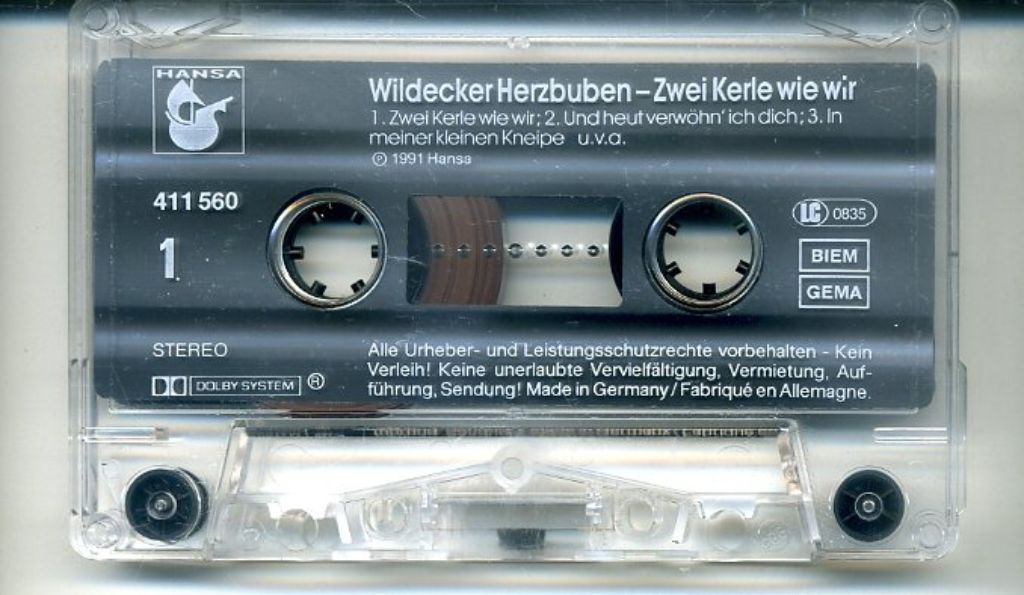 HANSA
Wildecker Herzbuben – Zwei Kerle wie wir
1. Zwei Kerle wie wir; 2. Und heut verwöhn' ich dich; 3. In
meiner kleinen Kneipe u.v.a.
℗ 1991 Hansa
411 560
1
LC 0835
BIEM
GEMA
STEREO
DOLBY SYSTEM ®
Alle Urheber- und Leistungsschutzrechte vorbehalten - Kein
Verleih! Keine unerlaubte Vervielfältigung, Vermietung, Auf-
führung, Sendung! Made in Germany / Fabriqué en Allemagne.